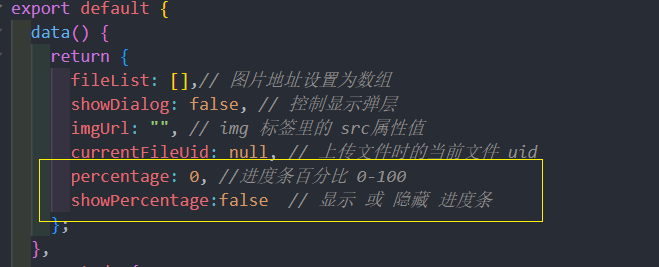 export default {
data() {
return {
fileList: [],// 图片地址设置为数组
showDialog: false, // 控制显示弹层
imgUrl: "", // img 标签里的 src属性值
currentFileUid: null, // 上传文件时的当前文件 uid
percentage: 0, //进度条百分比 0-100
showPercentage:false  // 显示 或 隐藏 进度条
};
},